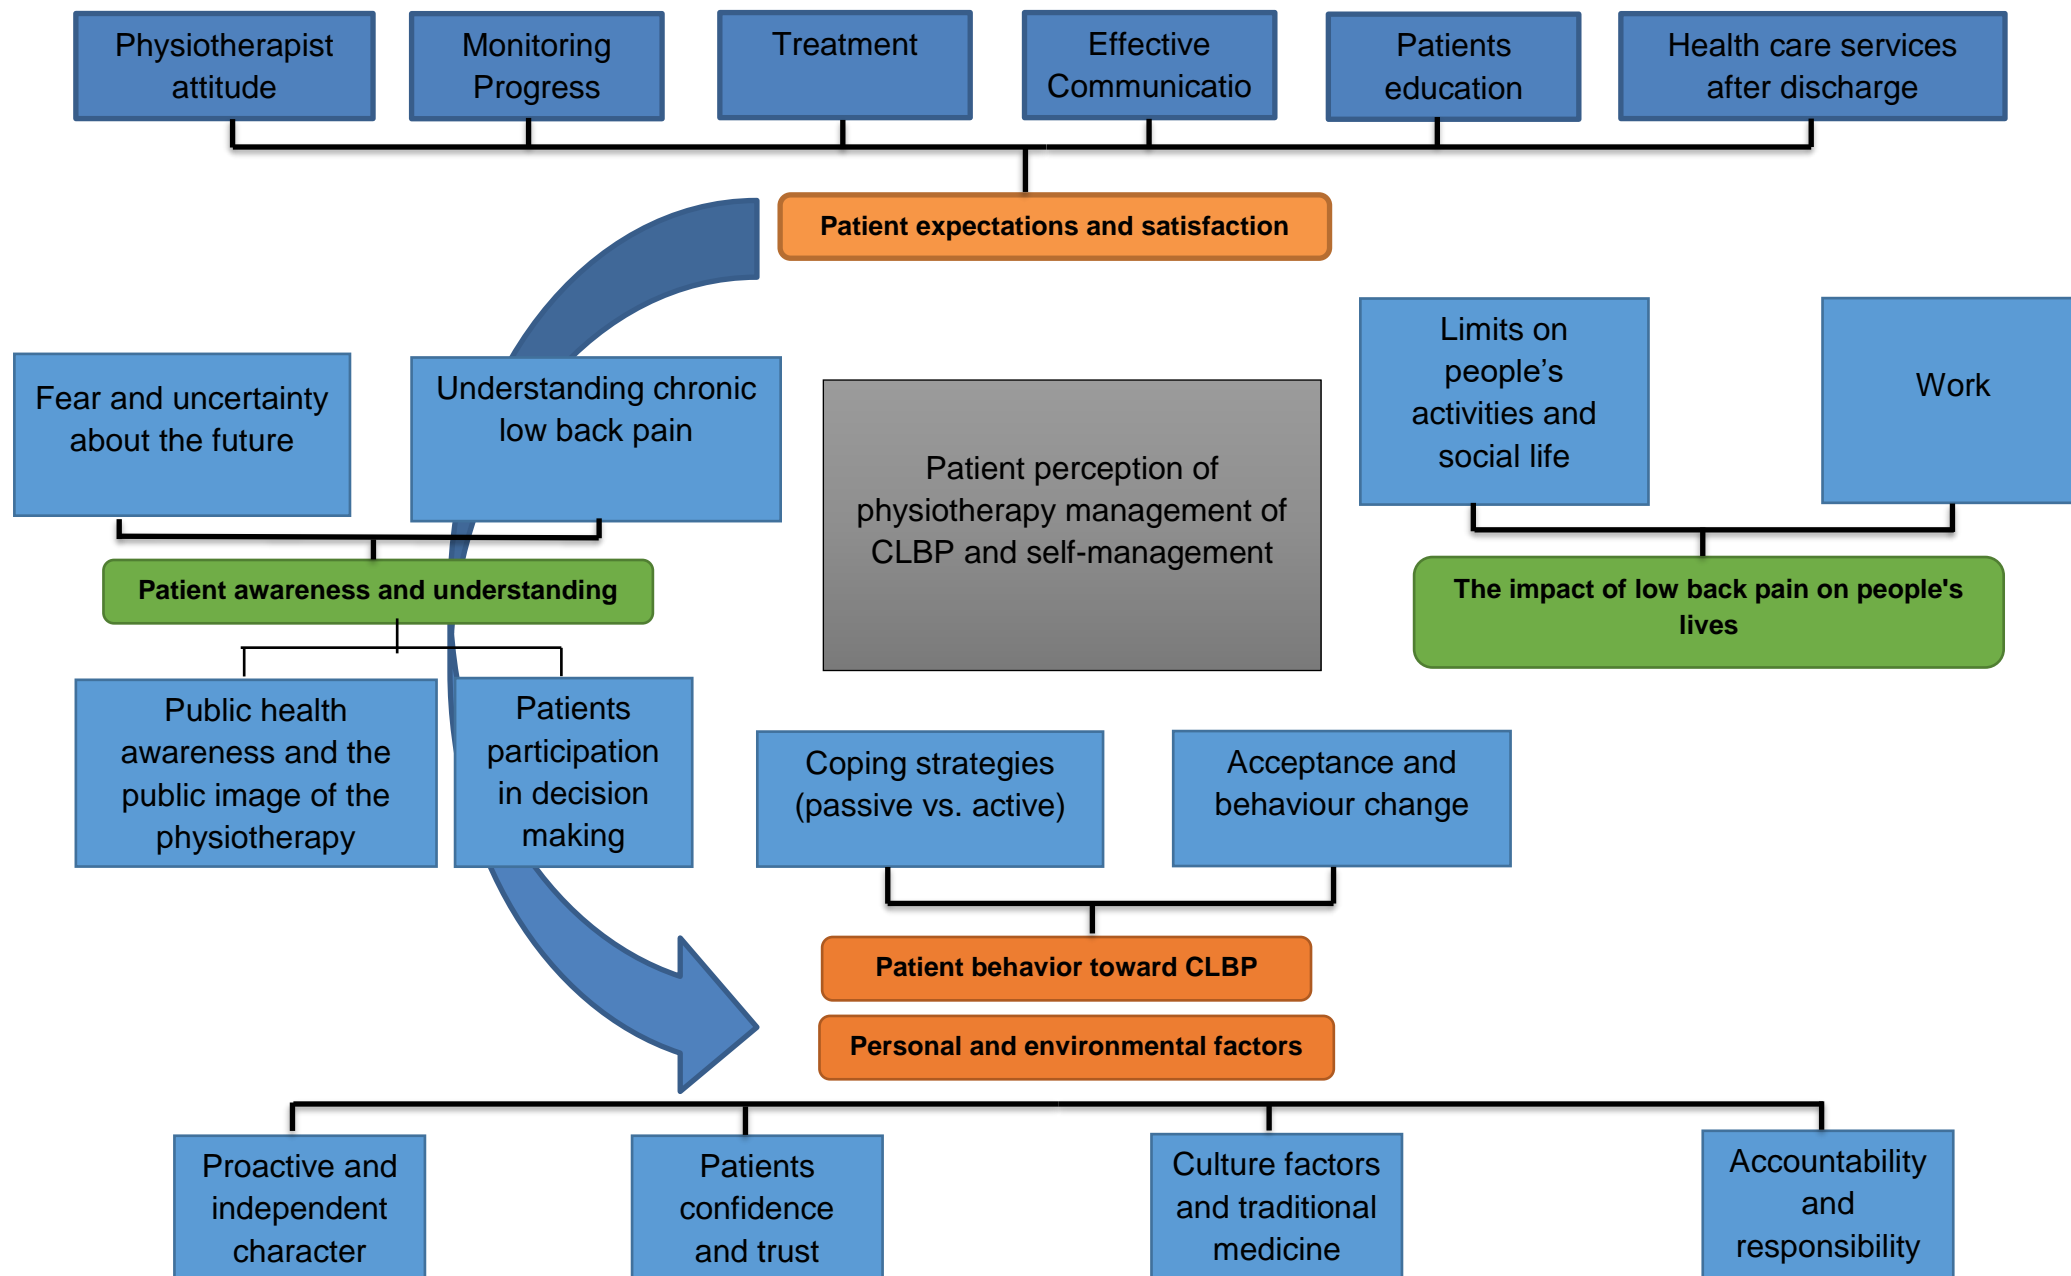 Physiotherapist
attitude
Monitoring
Progress
Treatment
Effective
Communicatio
Patients
education
Health care services
after discharge
Patient expectations and satisfaction
Fear and uncertainty
about the future
Understanding chronic
low back pain
Patient perception of
physiotherapy management of
CLBP and self-management
Limits on
people’s
activities and
social life
Work
Patient awareness and understanding
The impact of low back pain on people's
lives
Public health
awareness and the
public image of the
physiotherapy
Patients
participation
in decision
making
Coping strategies
(passive vs. active)
Acceptance and
behaviour change
Patient behavior toward CLBP
Personal and environmental factors
Proactive and
independent
character
Patients
confidence
and trust
Culture factors
and traditional
medicine
Accountability
and
responsibility